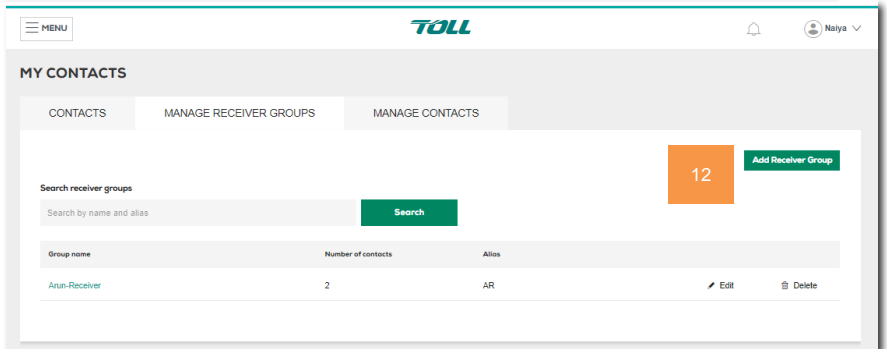 MENU
TOLL
Naiya
MY CONTACTS
CONTACTS MANAGE RECEIVER GROUPS MANAGE CONTACTS
12
Add Receiver Group
Search receiver groups
Search by name and alias Search
Group name Number of contacts Alias
Arun-Receiver 2 AR Edit Delete